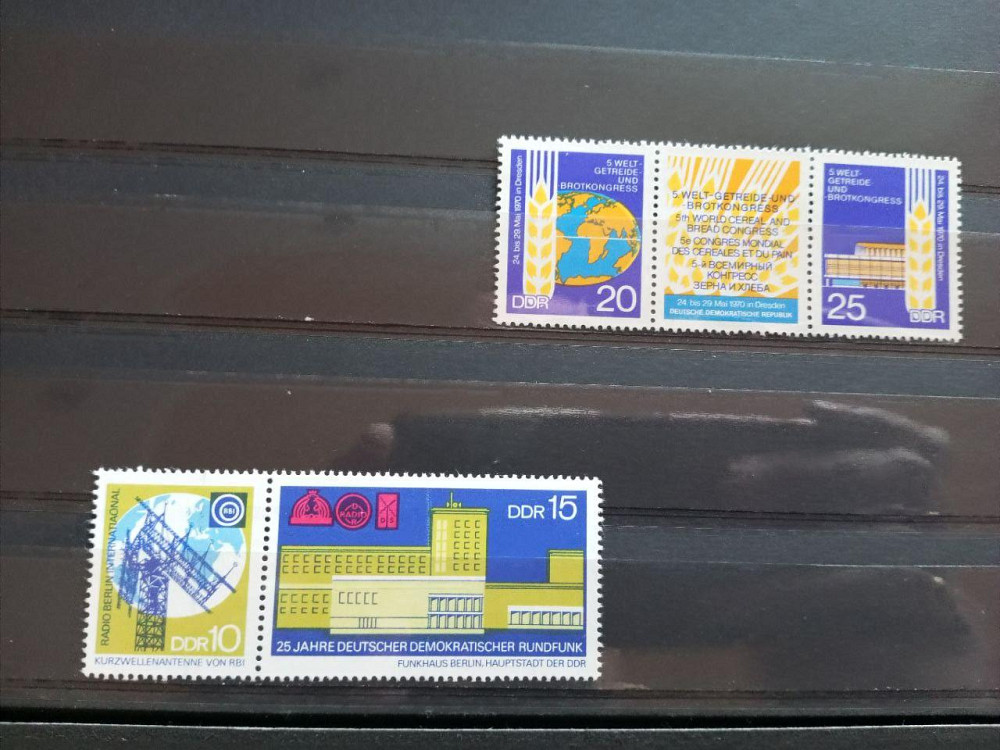 24. bis 29. Mai 1970 in Dresden
5. WELT-
GETREIDE-
UND
BROTKONGRESS
DDR
20
5. WELT-GETREIDE-UND
BROTKONGRESS
5th WORLD CEREAL AND
BREAD CONGRESS
5e CONGRES MONDIAL
DES CEREALES ET DU PAIN
5-й ВСЕМИРНЫЙ
КОНГРЕСС
ЗЕРНА И ХЛЕБА
24. bis 29. Mai 1970 in Dresden
DEUTSCHE DEMOKRATISCHE REPUBLIK
5. WELT-
GETREIDE
UND
BROTKONGRESS
24. bis 29. Mai 1970 in Dresden
25
DDR
RADIO BERLIN INTERNATIONAL
RBI
DDR 10
KURZWELLENANTENNE VON RBI
RADIO
DDR 15
25 JAHRE DEUTSCHER DEMOKRATISCHER RUNDFUNK
FUNKHAUS BERLIN, HAUPTSTADT DER DDR